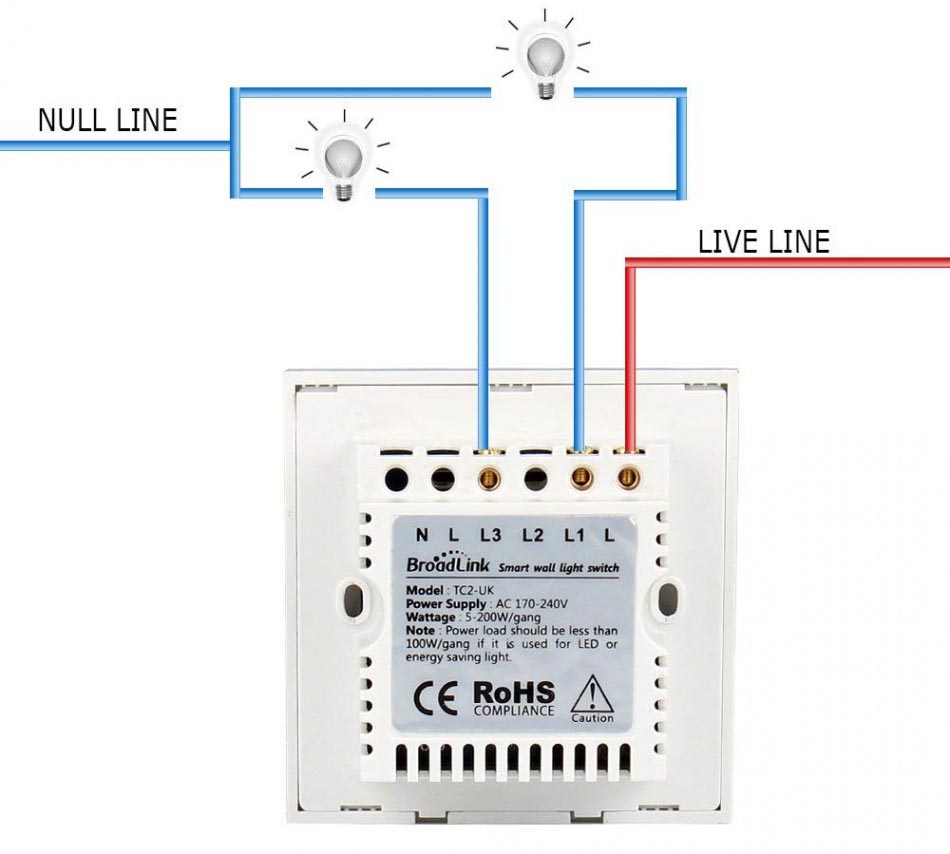 NULL LINE
LIVE LINE
N L L3 L2 L1 L
BroadLink Smart wall light switch
Model : TC2-UK
Power Supply : AC 170-240V
Wattage : 5-200W/gang
Note : Power load should be less than
100W/gang if it is used for LED or
energy saving light.
CE RoHS
COMPLIANCE
Caution